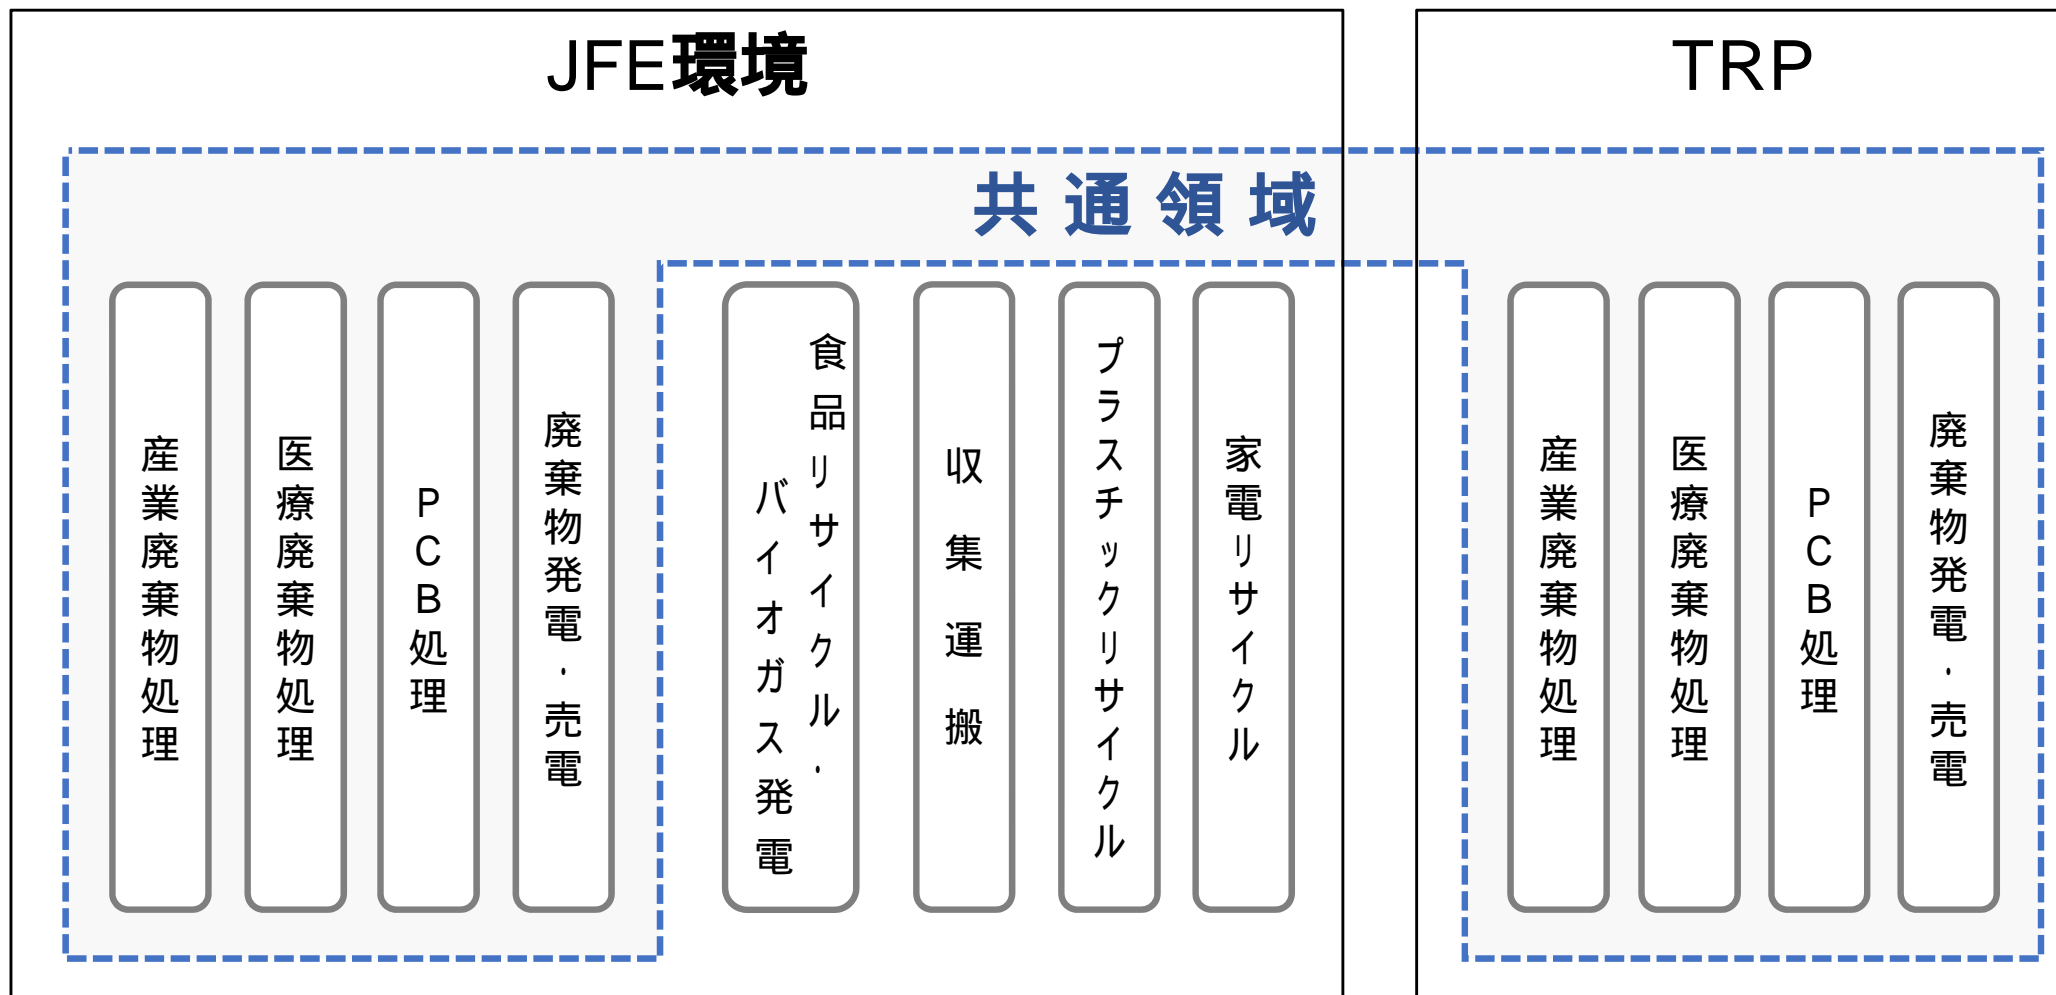 JFE環境
TRP
共通領域
産業廃棄物処理
医療廃棄物処理
PCB処理
廃棄物発電・売電
食品リサイクル・
バイオガス発電
収集運搬
プラスチックリサイクル
家電リサイクル
産業廃棄物処理
医療廃棄物処理
PCB処理
廃棄物発電・売電